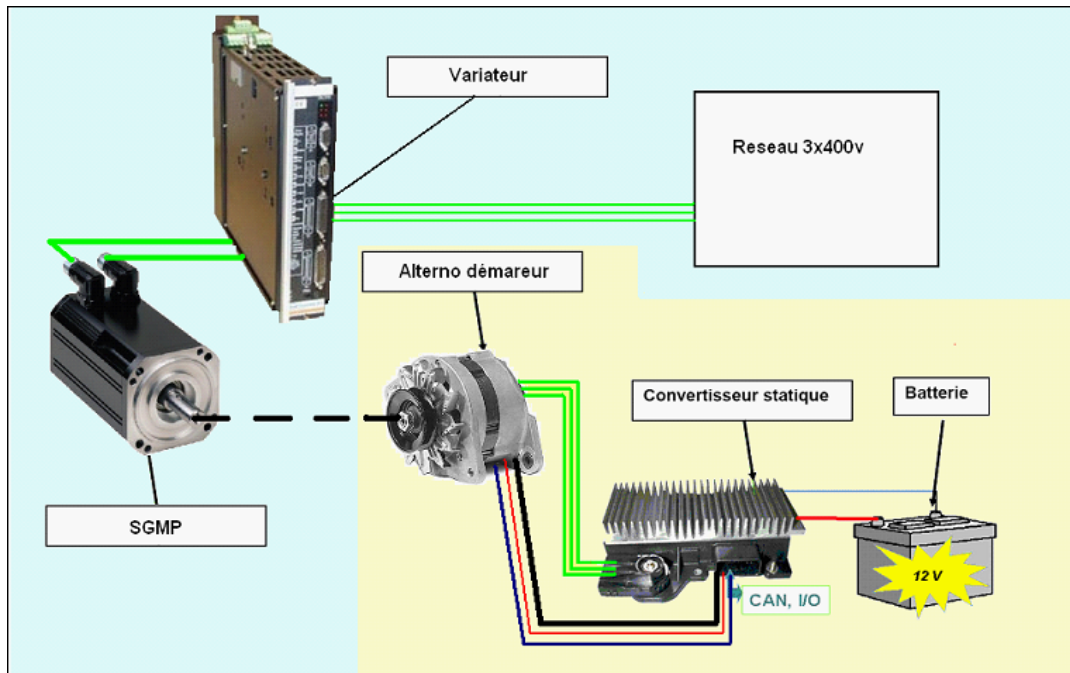 Variateur
Reseau 3x400v
Alterno démareur
Convertisseur statique
Batterie
SGMP
12 V
CAN, I/O